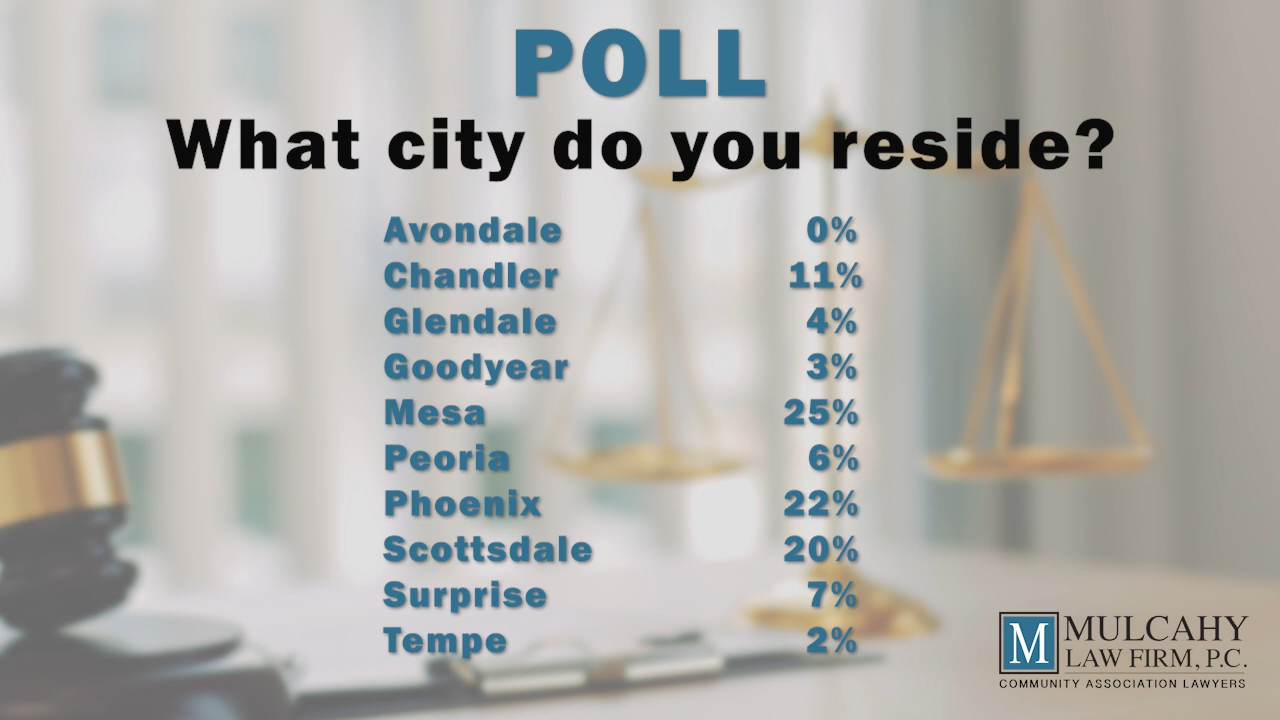 POLL
What city do you reside?
Avondale 0%
Chandler 11%
Glendale 4%
Goodyear 3%
Mesa 25%
Peoria 6%
Phoenix 22%
Scottsdale 20%
Surprise 7%
Tempe 2%
M MULCAHY
LAW FIRM, P.C.
COMMUNITY ASSOCIATION LAWYERS